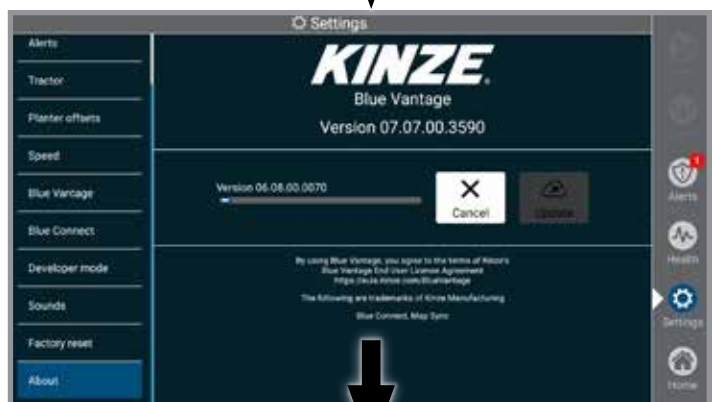 Settings
Alerts
Tractor
Planter offsets
Speed
Blue Vantage
Blue Connect
Developer mode
Sounds
Factory reset
About
KINZE
Blue Vantage
Version 07.07.00.3590
Version 06.08.00.0070
Cancel
Update
By using Blue Vantage, you agree to the terms of Kinze's
Blue Vantage End User License Agreement
The following are trademarks of Kinze Manufacturing
Blue Connect, Map Sync
1
Alerts
Health
Settings
Home